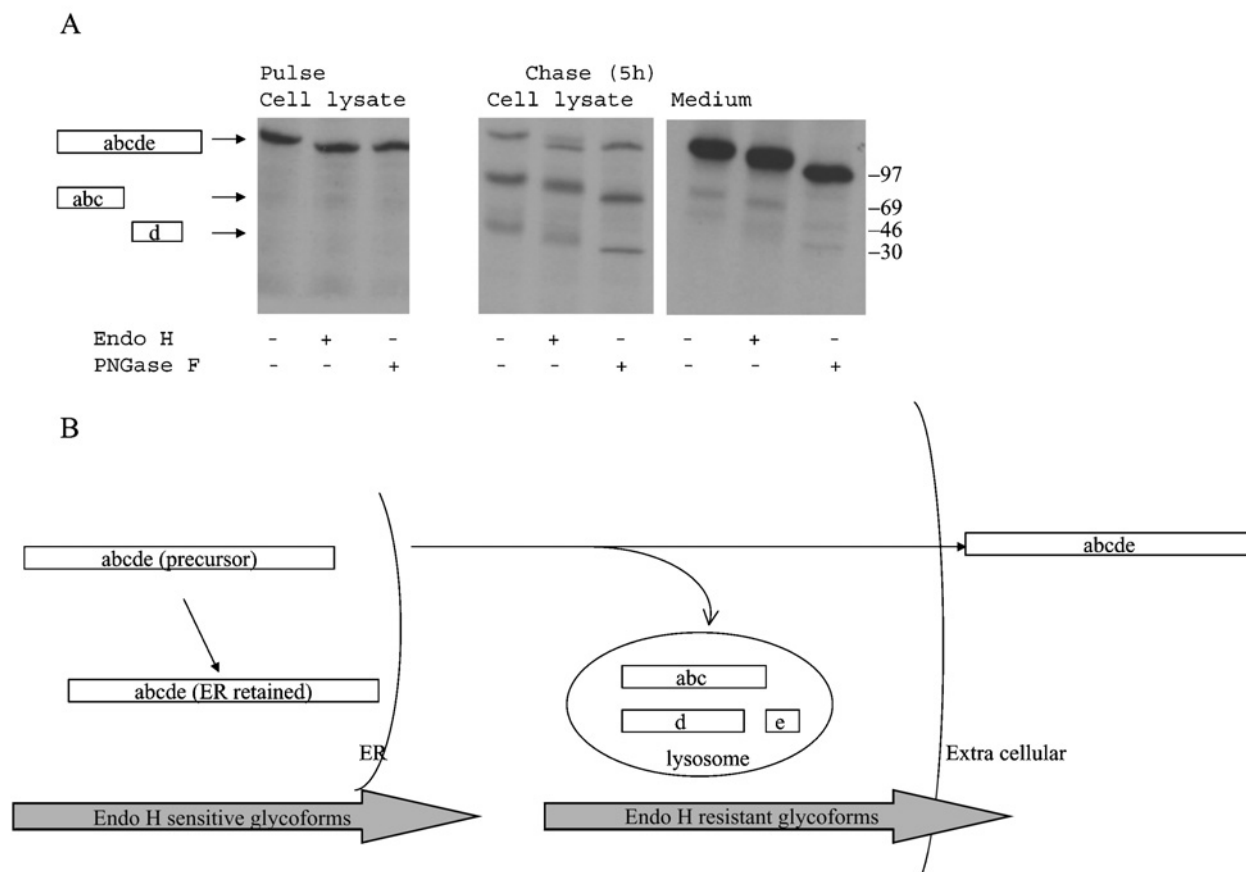 A
Pulse
Chase (5h)
Cell lysate
Cell lysate
Medium
abcde
abc
d
–97
–69
–46
–30
Endo H - + - - + - - + -
PNGase F - - + - - + - - +
B
abcde (precursor)
abcde
abcde (ER retained)
abc
d
e
lysosome
ER
Extra cellular
Endo H sensitive glycoforms
Endo H resistant glycoforms